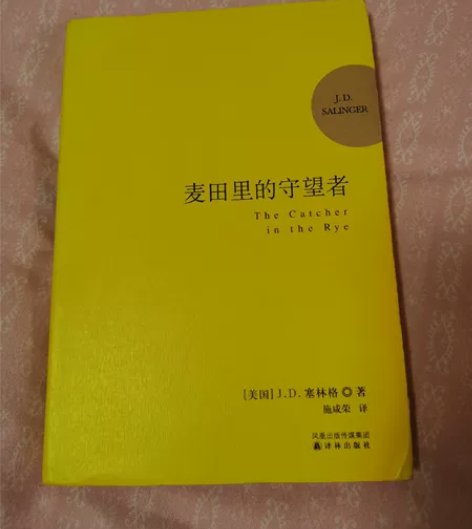 J.D.
SALINGER
麦田里的守望者
The Catcher
in the Rye
[美国] J.D. 塞林格 ◎ 著
施咸荣 译
凤凰出版传媒集团
译林出版社